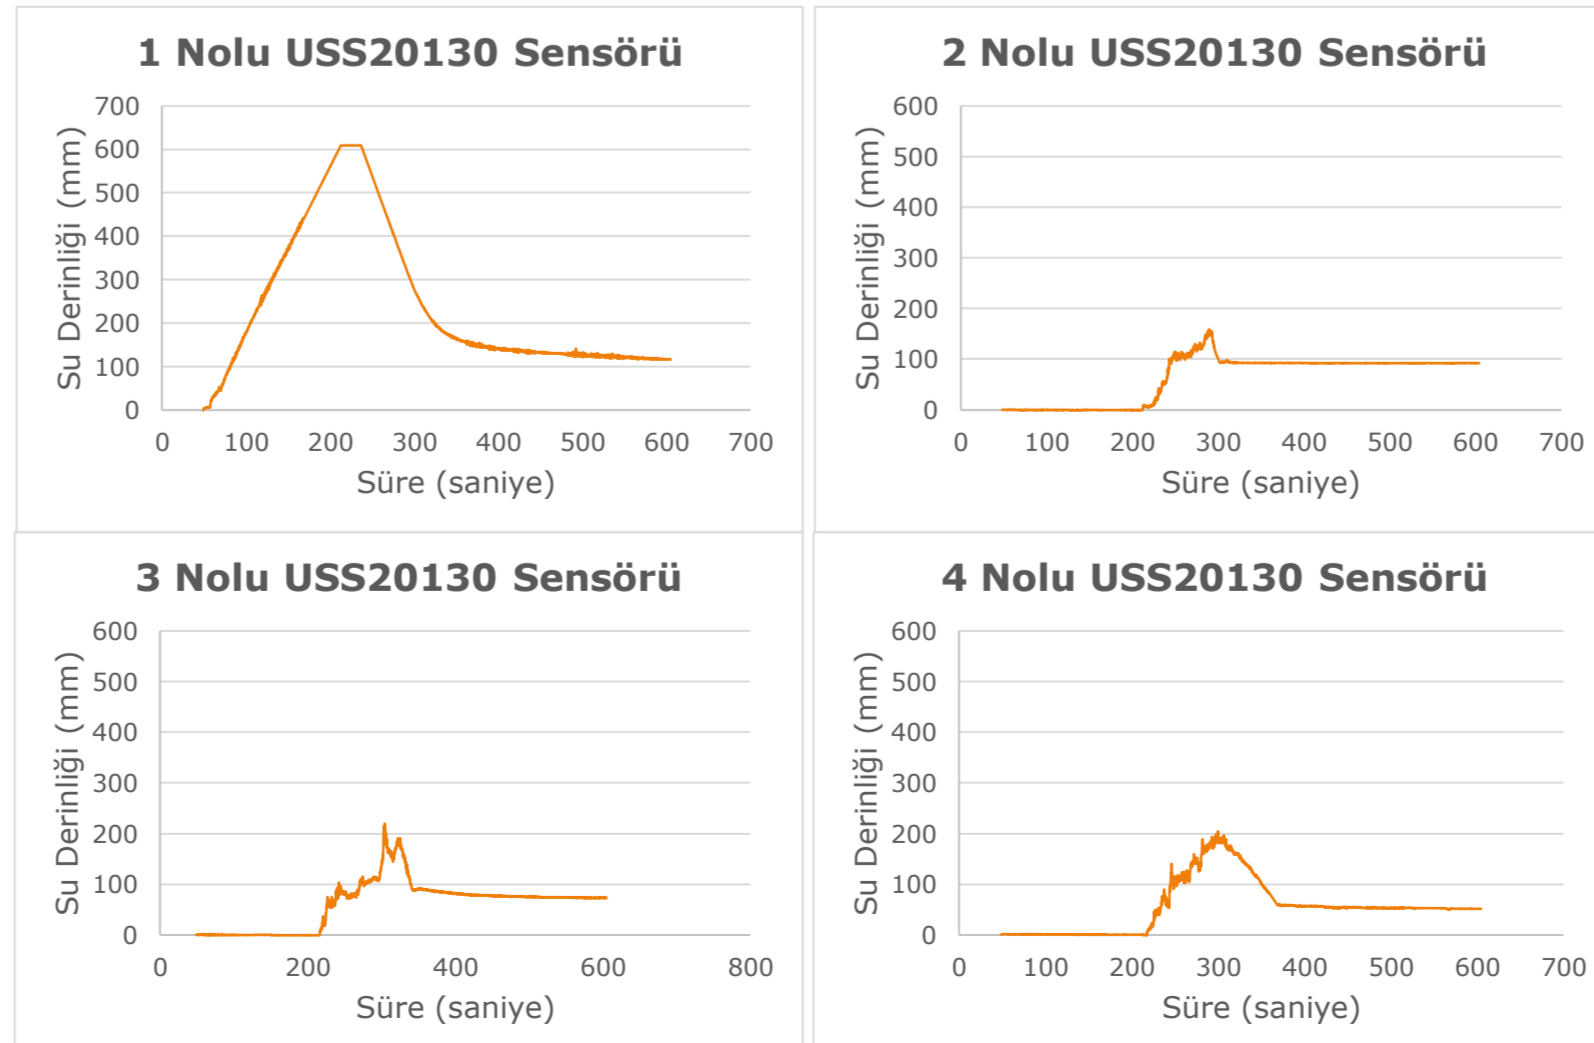 1 Nolu USS20130 Sensörü
Su Derinliği (mm)
700
600
500
400
300
200
100
0
0 100 200 300 400 500 600 700
Süre (saniye)
2 Nolu USS20130 Sensörü
Su Derinliği (mm)
600
500
400
300
200
100
0
0 100 200 300 400 500 600 700
Süre (saniye)
3 Nolu USS20130 Sensörü
Su Derinliği (mm)
600
500
400
300
200
100
0
0 200 400 600 800
Süre (saniye)
4 Nolu USS20130 Sensörü
Su Derinliği (mm)
600
500
400
300
200
100
0
0 100 200 300 400 500 600 700
Süre (saniye)